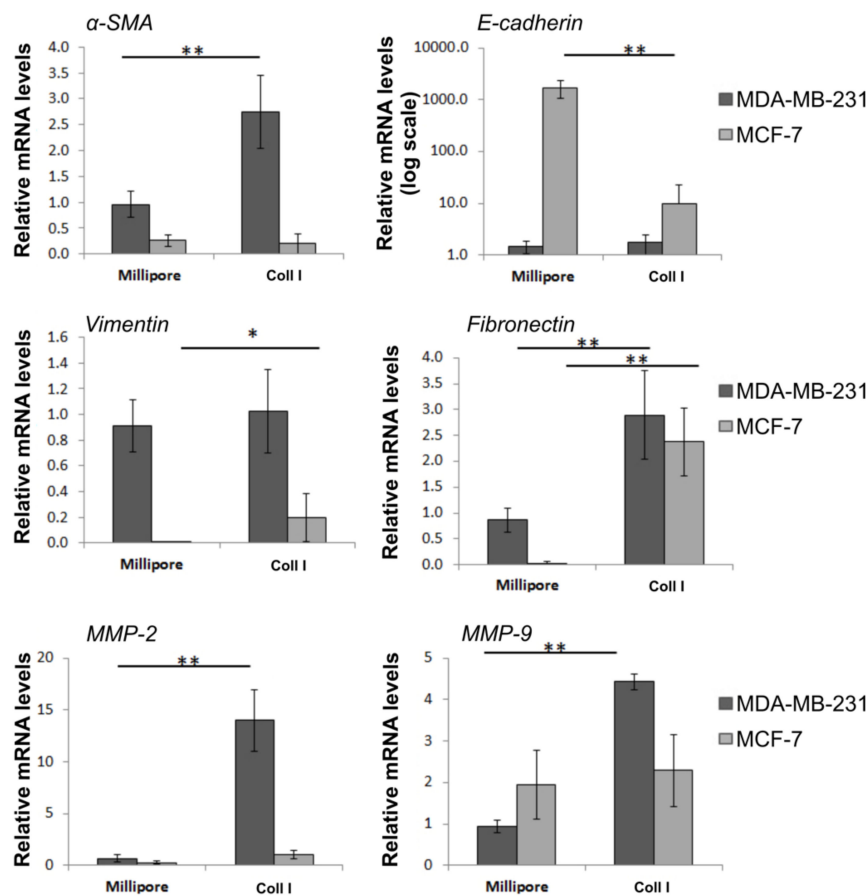 α-SMA
**
Relative mRNA levels
4.0
3.5
3.0
2.5
2.0
1.5
1.0
0.5
0.0
Millipore Coll I
E-cadherin
**
Relative mRNA levels
(log scale)
10000.0
1000.0
100.0
10.0
1.0
Millipore Coll I
MDA-MB-231
MCF-7
Vimentin
*
Relative mRNA levels
1.6
1.4
1.2
1.0
0.8
0.6
0.4
0.2
0.0
Millipore Coll I
Fibronectin
**
**
Relative mRNA levels
4.0
3.5
3.0
2.5
2.0
1.5
1.0
0.5
0.0
Millipore Coll I
MDA-MB-231
MCF-7
MMP-2
**
Relative mRNA levels
20
15
10
5
0
Millipore Coll I
MMP-9
**
Relative mRNA levels
5
4
3
2
1
0
Millipore Coll I
MDA-MB-231
MCF-7